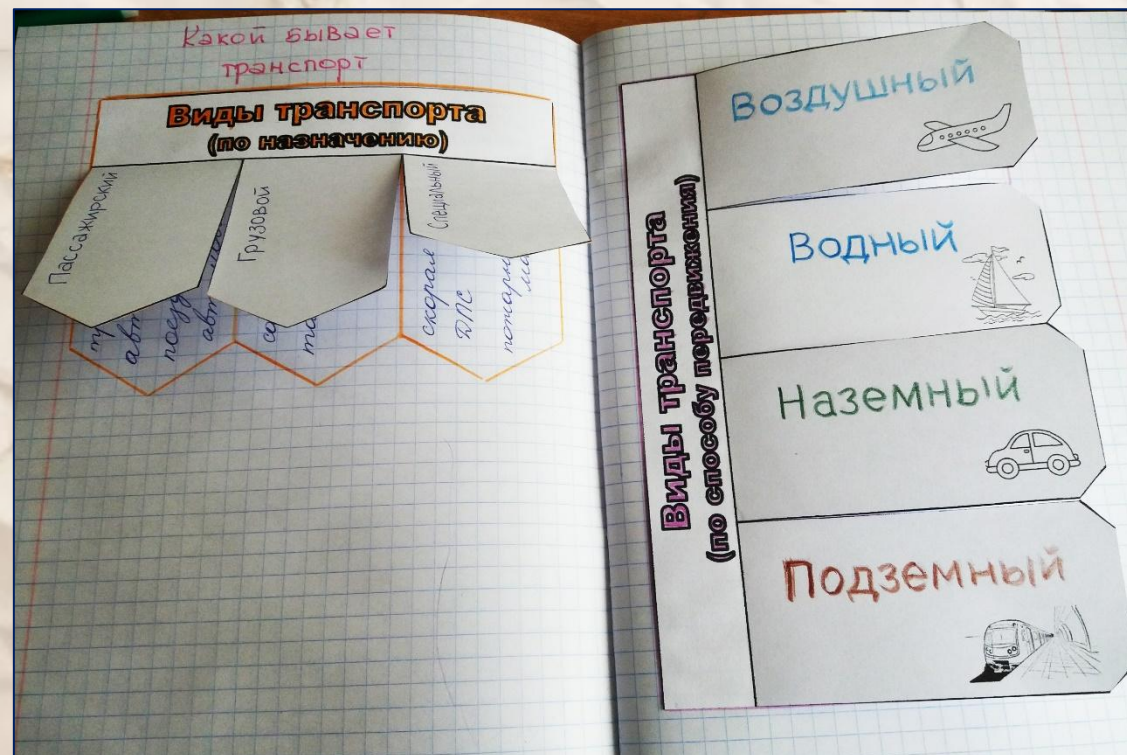 Какой бывает
транспорт
Виды транспорта
(по назначению)
Пассажирский
Грузовой
Специальный
скорая
ДПС
Виды транспорта
(по способу передвижения)
Воздушный
Водный
Наземный
Подземный